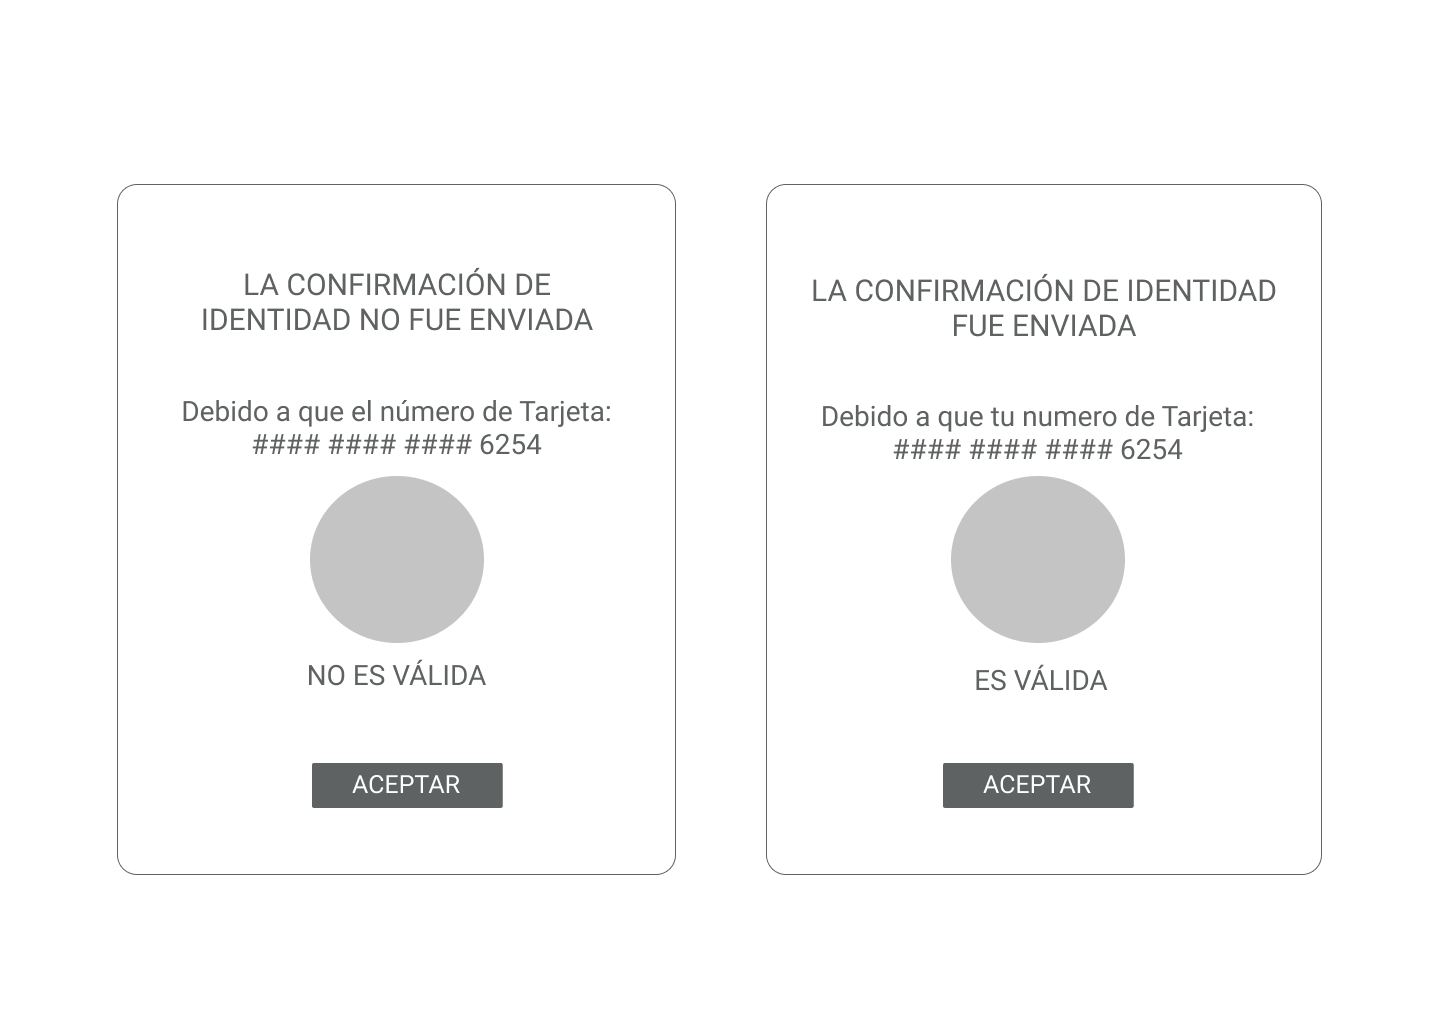 LA CONFIRMACIÓN DE
IDENTIDAD NO FUE ENVIADA
Debido a que el número de Tarjeta:
#### #### #### 6254
NO ES VÁLIDA
ACEPTAR
LA CONFIRMACIÓN DE IDENTIDAD
FUE ENVIADA
Debido a que tu numero de Tarjeta:
#### #### #### 6254
ES VÁLIDA
ACEPTAR